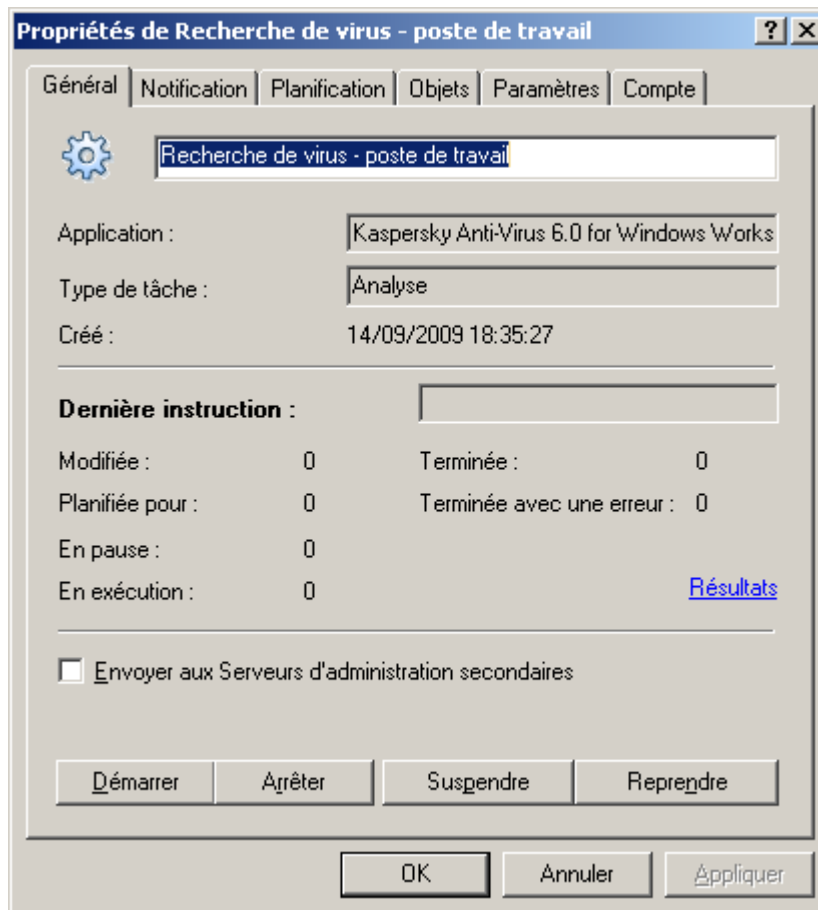 Propriétés de Recherche de virus - poste de travail
Général Notification Planification Objets Paramètres Compte
Recherche de virus - poste de travail
Application : Kaspersky Anti-Virus 6.0 for Windows Works
Type de tâche : Analyse
Créé : 14/09/2009 18:35:27
Dernière instruction :
Modifiée : 0 Terminée : 0
Planifiée pour : 0 Terminée avec une erreur : 0
En pause : 0
En exécution : 0 Résultats
Envoyer aux Serveurs d'administration secondaires
Démarrer Arrêter Suspendre Reprendre
OK Annuler Appliquer